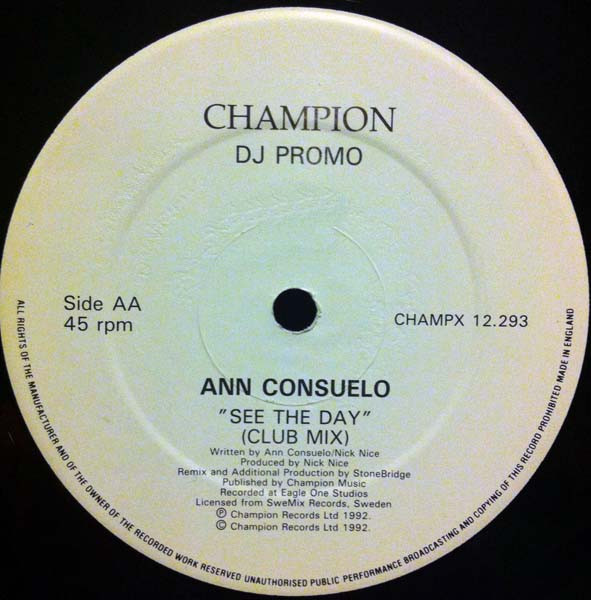 CHAMPION
DJ PROMO
Side AA
45 rpm
CHAMPX 12.293
ANN CONSUELO
"SEE THE DAY"
(CLUB MIX)
Written by Ann Consuelo/Nick Nice
Produced by Nick Nice
Remix and Additional Production by StoneBridge
Published by Champion Music
Recorded at Eagle One Studios
Licensed from SweMix Records, Sweden
℗ Champion Records Ltd 1992.
© Champion Records Ltd 1992.
ALL RIGHTS OF THE MANUFACTURER AND OF THE OWNER OF THE RECORDED WORK RESERVED UNAUTHORISED PUBLIC PERFORMANCE BROADCASTING AND COPYING OF THIS RECORD PROHIBITED MADE IN ENGLAND